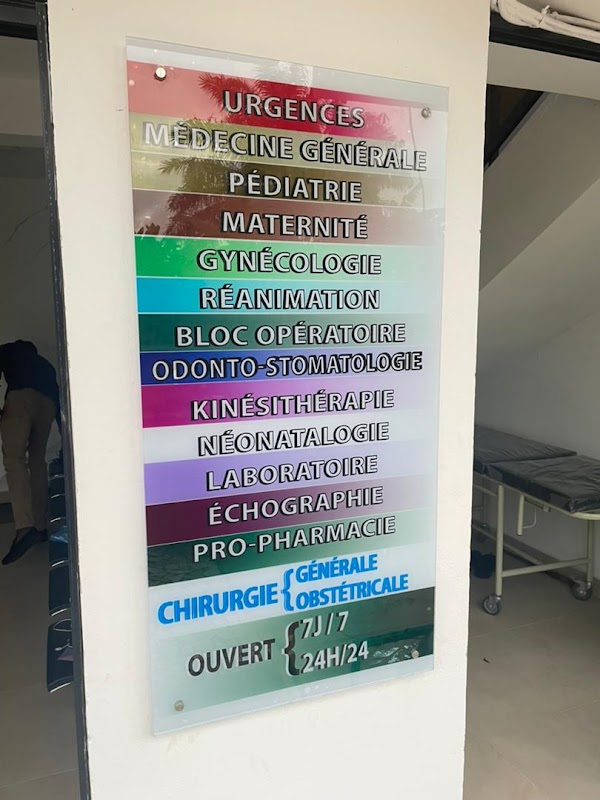 URGENCES
MÉDECINE GÉNÉRALE
PÉDIATRIE
MATERNITÉ
GYNÉCOLOGIE
RÉANIMATION
BLOC OPÉRATOIRE
ODONTO-STOMATOLOGIE
KINÉSITHÉRAPIE
NÉONATALOGIE
LABORATOIRE
ÉCHOGRAPHIE
PRO-PHARMACIE
CHIRURGIE { GÉNÉRALE
OBSTÉTRICALE
OUVERT { 7J/7
24H/24